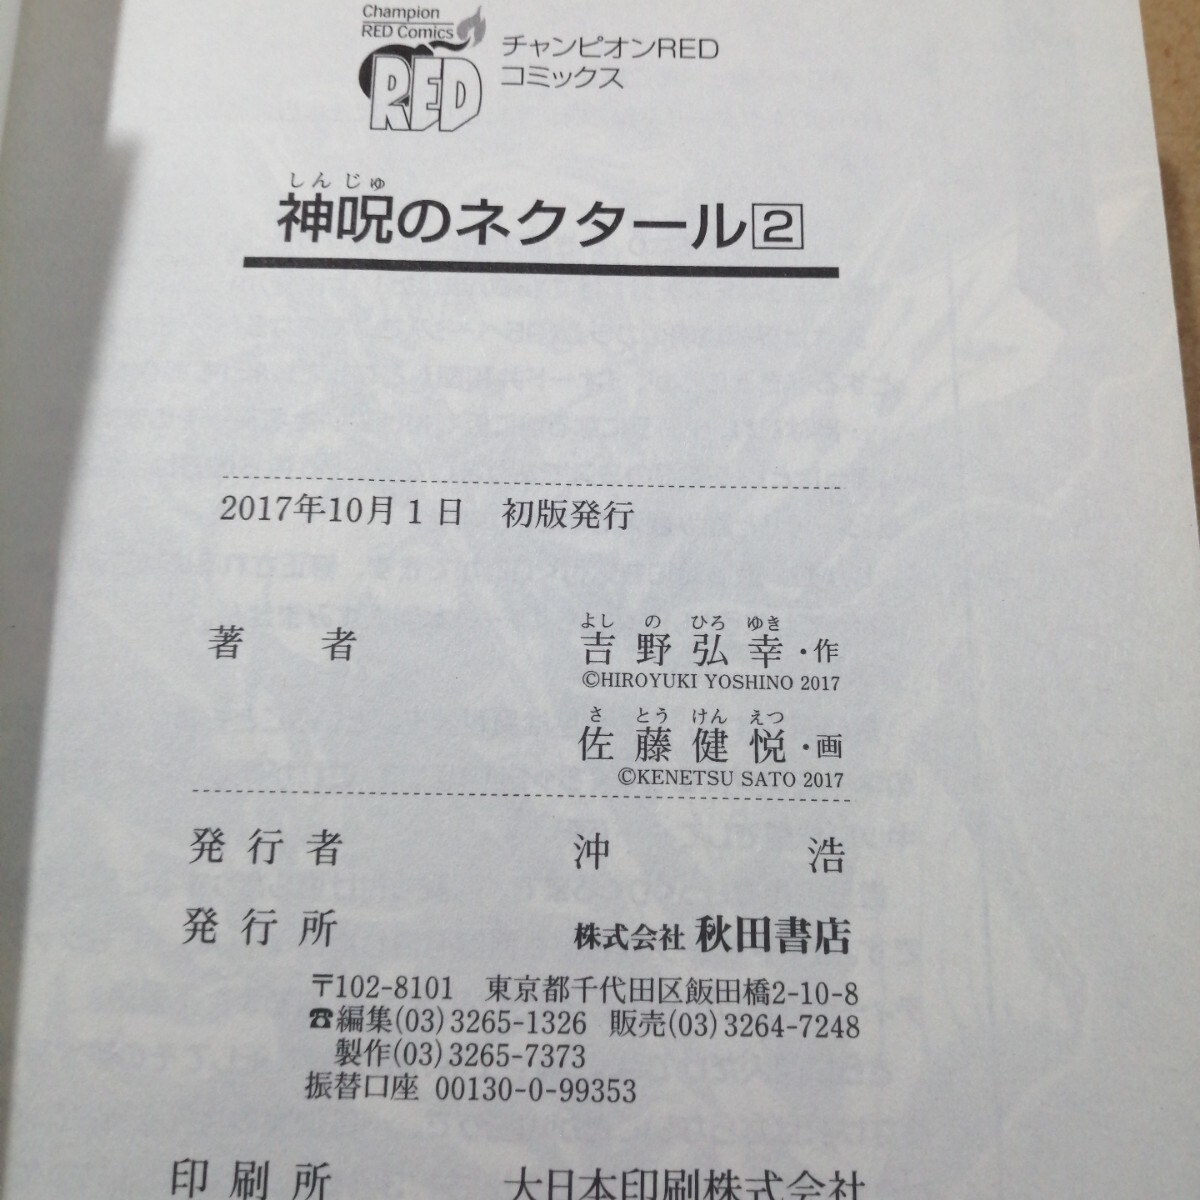 Champion
RED Comics
RED
チャンピオンRED
コミックス
しんじゅ
神呪のネクタール2
2017年10月1日 初版発行
よし の ひろ ゆき
著者 吉野弘幸・作
©HIROYUKI YOSHINO 2017
さ とう けん えつ
佐藤健悦・画
©KENETSU SATO 2017
発行者 沖浩
発行所 株式会社 秋田書店
〒102-8101 東京都千代田区飯田橋2-10-8
☎編集(03)3265-1326 販売(03)3264-7248
製作(03)3265-7373
振替口座 00130-0-99353
印刷所 大日本印刷株式会社